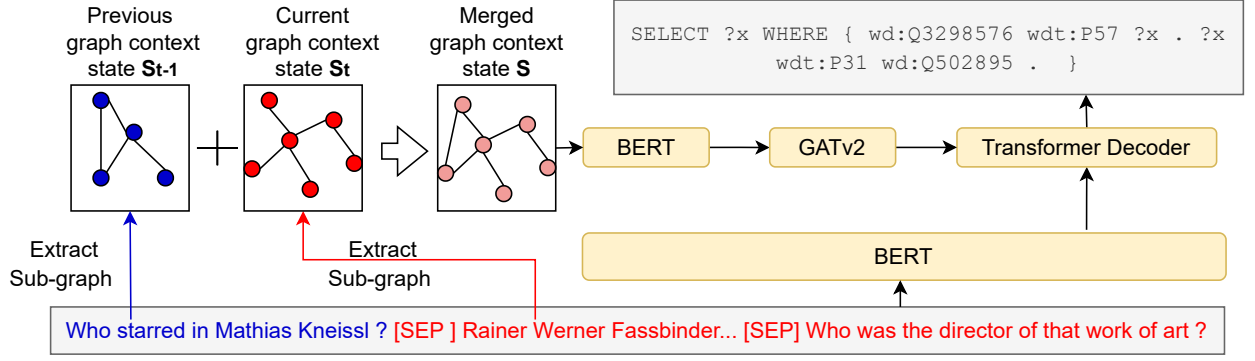 Previous
graph context
state St-1
Current
graph context
state St
Merged
graph context
state S
SELECT ?x WHERE { wd:Q3298576 wdt:P57 ?x . ?x
wdt:P31 wd:Q502895 . }
BERT
GATv2
Transformer Decoder
Extract
Sub-graph
Extract
Sub-graph
BERT
Who starred in Mathias Kneissl ? [SEP ] Rainer Werner Fassbinder... [SEP] Who was the director of that work of art ?